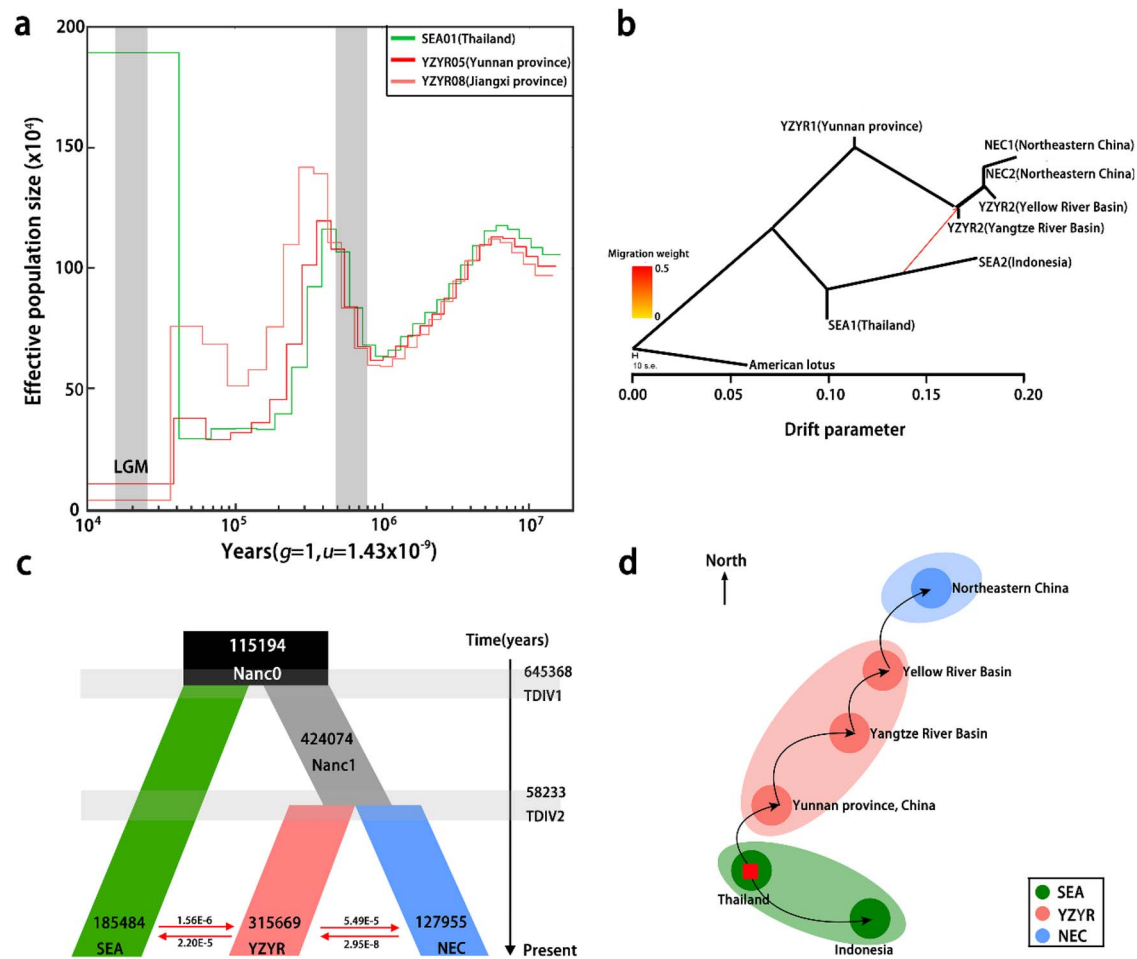 a
200
150
100
50
0
Effective population size (x10⁴)
SEA01(Thailand)
YZYR05(Yunnan province)
YZYR08(Jiangxi province)
LGM
10⁴
10⁵
10⁶
10⁷
Years(g=1,u=1.43x10⁻⁹)
b
YZYR1(Yunnan province)
NEC1(Northeastern China)
NEC2(Northeastern China)
YZYR2(Yellow River Basin)
YZYR2(Yangtze River Basin)
SEA2(Indonesia)
SEA1(Thailand)
American lotus
Migration weight
0.5
0
10 s.e.
0.00
0.05
0.10
0.15
0.20
Drift parameter
c
115194
Nanc0
Time(years)
645368
TDIV1
424074
Nanc1
58233
TDIV2
185484
SEA
1.56E-6
2.20E-5
315669
YZYR
5.49E-5
2.95E-8
127955
NEC
Present
d
North
Northeastern China
Yellow River Basin
Yangtze River Basin
Yunnan province, China
Thailand
Indonesia
SEA
YZYR
NEC